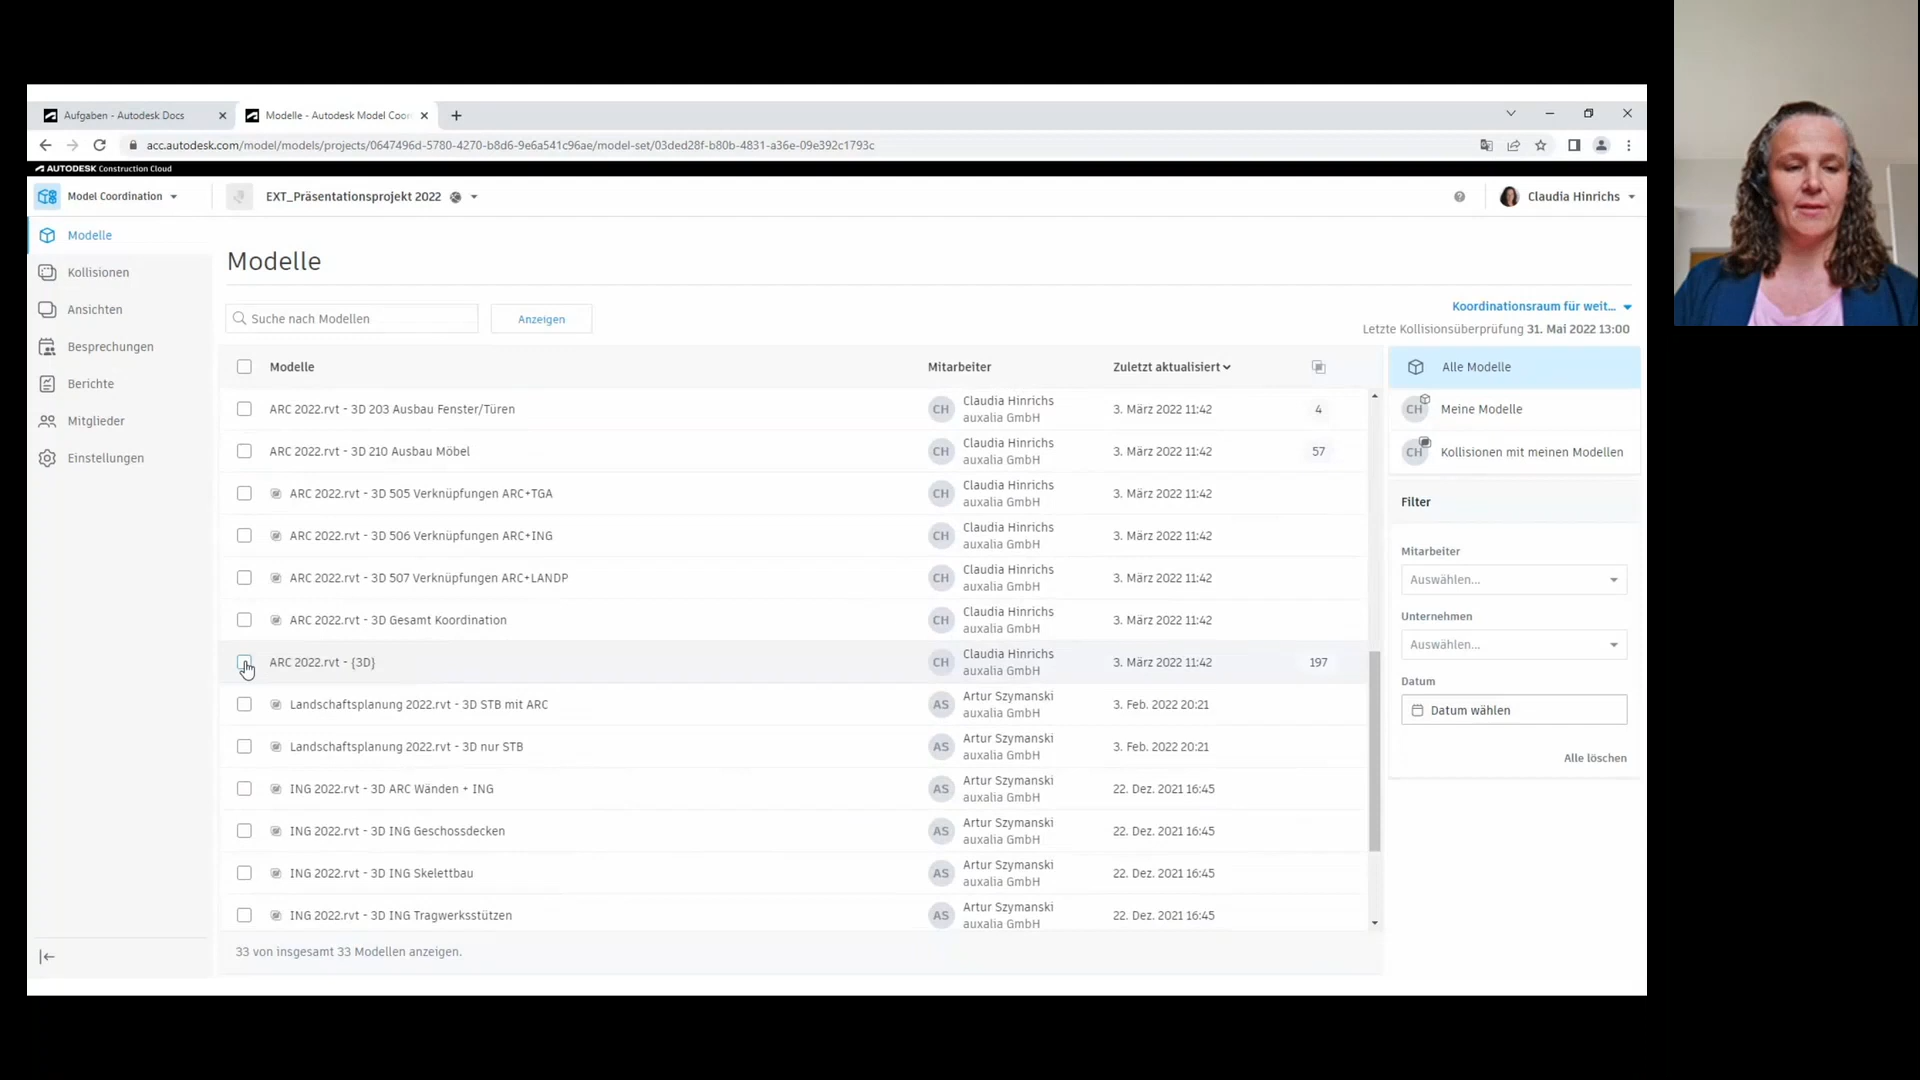 Aufgaben - Autodesk Docs
Modelle - Autodesk Model Coor
acc.autodesk.com/model/models/projects/0647496d-5780-4270-b8d6-9e6a541c96ae/model-set/03ded28f-b80b-4831-a36e-09e392c1793c
AUTODESK Construction Cloud
Model Coordination
EXT_Präsentationsprojekt 2022
Claudia Hinrichs
Modelle
Kollisionen
Ansichten
Besprechungen
Berichte
Mitglieder
Einstellungen
Modelle
Suche nach Modellen
Anzeigen
Koordinationsraum für weit...
Letzte Kollisionsüberprüfung 31. Mai 2022 13:00
Modelle Mitarbeiter Zuletzt aktualisiert
ARC 2022.rvt - 3D 203 Ausbau Fenster/Türen CH Claudia Hinrichs auxalia GmbH 3. März 2022 11:42 4
ARC 2022.rvt - 3D 210 Ausbau Möbel CH Claudia Hinrichs auxalia GmbH 3. März 2022 11:42 57
ARC 2022.rvt - 3D 505 Verknüpfungen ARC+TGA CH Claudia Hinrichs auxalia GmbH 3. März 2022 11:42
ARC 2022.rvt - 3D 506 Verknüpfungen ARC+ING CH Claudia Hinrichs auxalia GmbH 3. März 2022 11:42
ARC 2022.rvt - 3D 507 Verknüpfungen ARC+LANDP CH Claudia Hinrichs auxalia GmbH 3. März 2022 11:42
ARC 2022.rvt - 3D Gesamt Koordination CH Claudia Hinrichs auxalia GmbH 3. März 2022 11:42
ARC 2022.rvt - {3D} CH Claudia Hinrichs auxalia GmbH 3. März 2022 11:42 197
Landschaftsplanung 2022.rvt - 3D STB mit ARC AS Artur Szymanski auxalia GmbH 3. Feb. 2022 20:21
Landschaftsplanung 2022.rvt - 3D nur STB AS Artur Szymanski auxalia GmbH 3. Feb. 2022 20:21
ING 2022.rvt - 3D ARC Wänden + ING AS Artur Szymanski auxalia GmbH 22. Dez. 2021 16:45
ING 2022.rvt - 3D ING Geschossdecken AS Artur Szymanski auxalia GmbH 22. Dez. 2021 16:45
ING 2022.rvt - 3D ING Skelettbau AS Artur Szymanski auxalia GmbH 22. Dez. 2021 16:45
ING 2022.rvt - 3D ING Tragwerksstützen AS Artur Szymanski auxalia GmbH 22. Dez. 2021 16:45
33 von insgesamt 33 Modellen anzeigen.
Alle Modelle
CH Meine Modelle
CH Kollisionen mit meinen Modellen
Filter
Mitarbeiter
Auswählen...
Unternehmen
Auswählen...
Datum
Datum wählen
Alle löschen